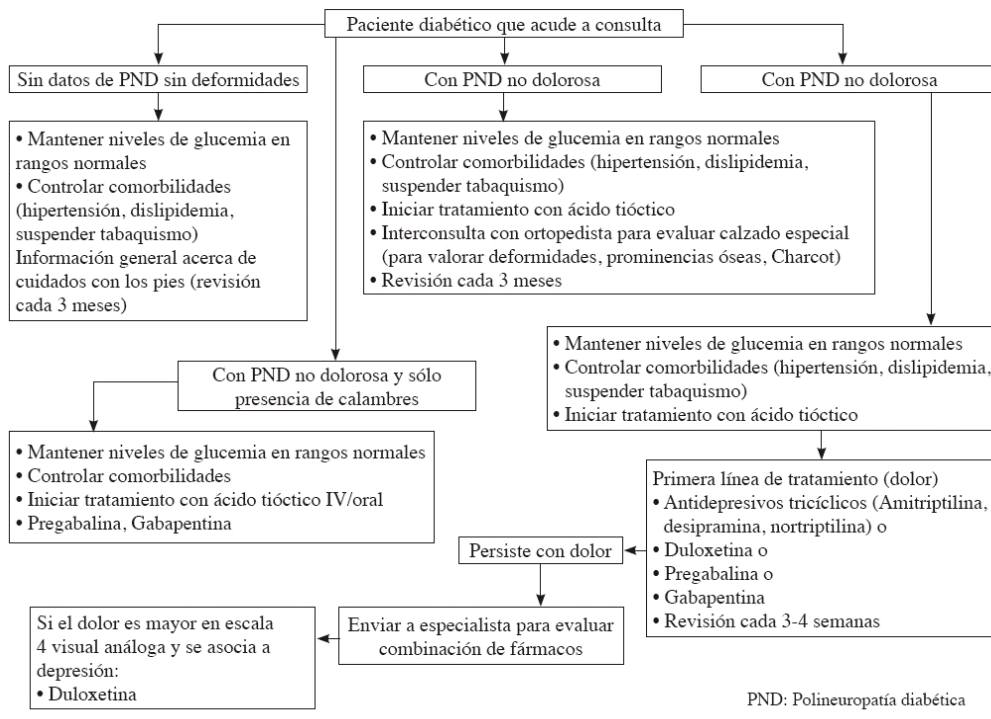 Paciente diabético que acude a consulta
Sin datos de PND sin deformidades
Con PND no dolorosa
Con PND no dolorosa
• Mantener niveles de glucemia en
rangos normales
• Controlar comorbilidades
(hipertensión, dislipidemia,
suspender tabaquismo)
Información general acerca de
cuidados con los pies (revisión
cada 3 meses)
• Mantener niveles de glucemia en rangos normales
• Controlar comorbilidades (hipertensión, dislipidemia,
suspender tabaquismo)
• Iniciar tratamiento con ácido tióctico
• Interconsulta con ortopedista para evaluar calzado especial
(para valorar deformidades, prominencias óseas, Charcot)
• Revisión cada 3 meses
• Mantener niveles de glucemia en rangos normales
• Controlar comorbilidades (hipertensión, dislipidemia,
suspender tabaquismo)
• Iniciar tratamiento con ácido tióctico
Con PND no dolorosa y sólo
presencia de calambres
• Mantener niveles de glucemia en rangos normales
• Controlar comorbilidades
• Iniciar tratamiento con ácido tióctico IV/oral
• Pregabalina, Gabapentina
Primera línea de tratamiento (dolor)
• Antidepresivos tricíclicos (Amitriptilina,
desipramina, nortriptilina) o
• Duloxetina o
• Pregabalina o
• Gabapentina
• Revisión cada 3-4 semanas
Persiste con dolor
Enviar a especialista para evaluar
combinación de fármacos
Si el dolor es mayor en escala
4 visual análoga y se asocia a
depresión:
• Duloxetina
PND: Polineuropatía diabética